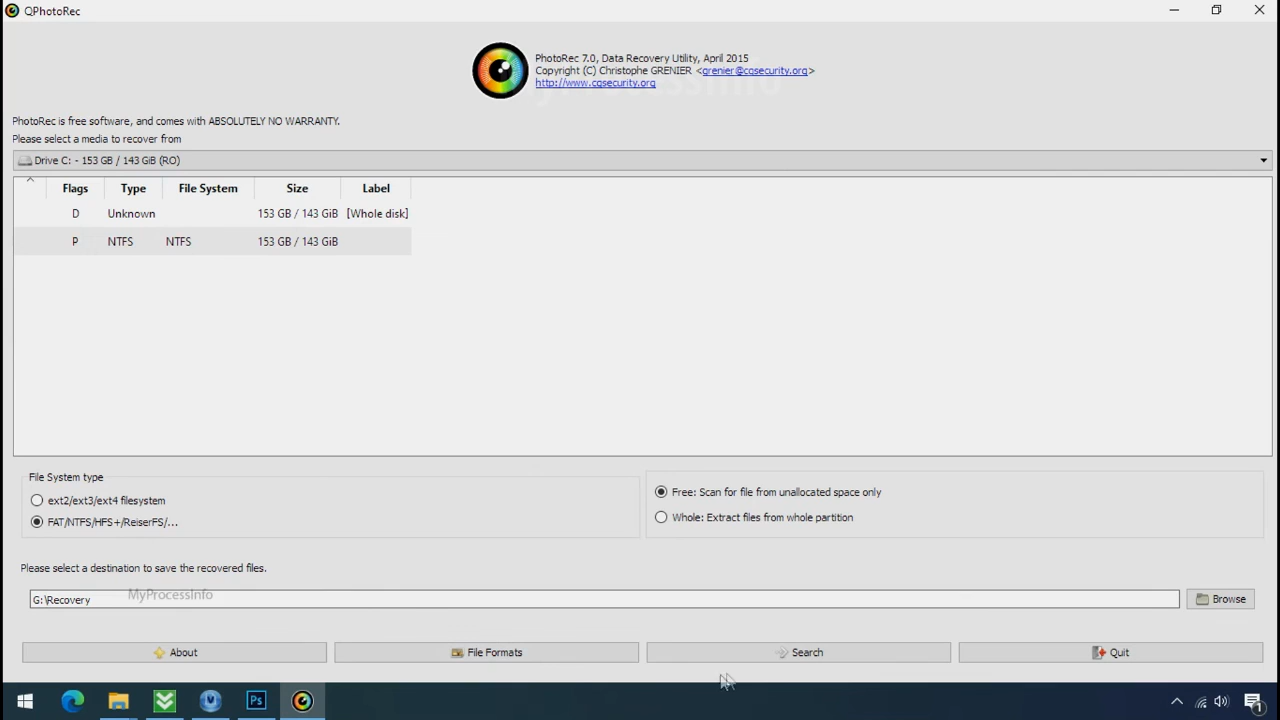 QPhotoRec
PhotoRec 7.0, Data Recovery Utility, April 2015
Copyright (C) Christophe GRENIER <grenier@cgsecurity.org>
http://www.cgsecurity.org
MyProcessInfo
PhotoRec is free software, and comes with ABSOLUTELY NO WARRANTY.
Please select a media to recover from
Drive C: - 153 GB / 143 GiB (RO)
Flags Type File System Size Label
D Unknown 153 GB / 143 GiB [Whole disk]
P NTFS NTFS 153 GB / 143 GiB
File System type
ext2/ext3/ext4 filesystem
FAT/NTFS/HFS+/ReiserFS/...
Free: Scan for file from unallocated space only
Whole: Extract files from whole partition
Please select a destination to save the recovered files.
MyProcessInfo
G:\Recovery
Browse
About File Formats Search Quit
Ps
1